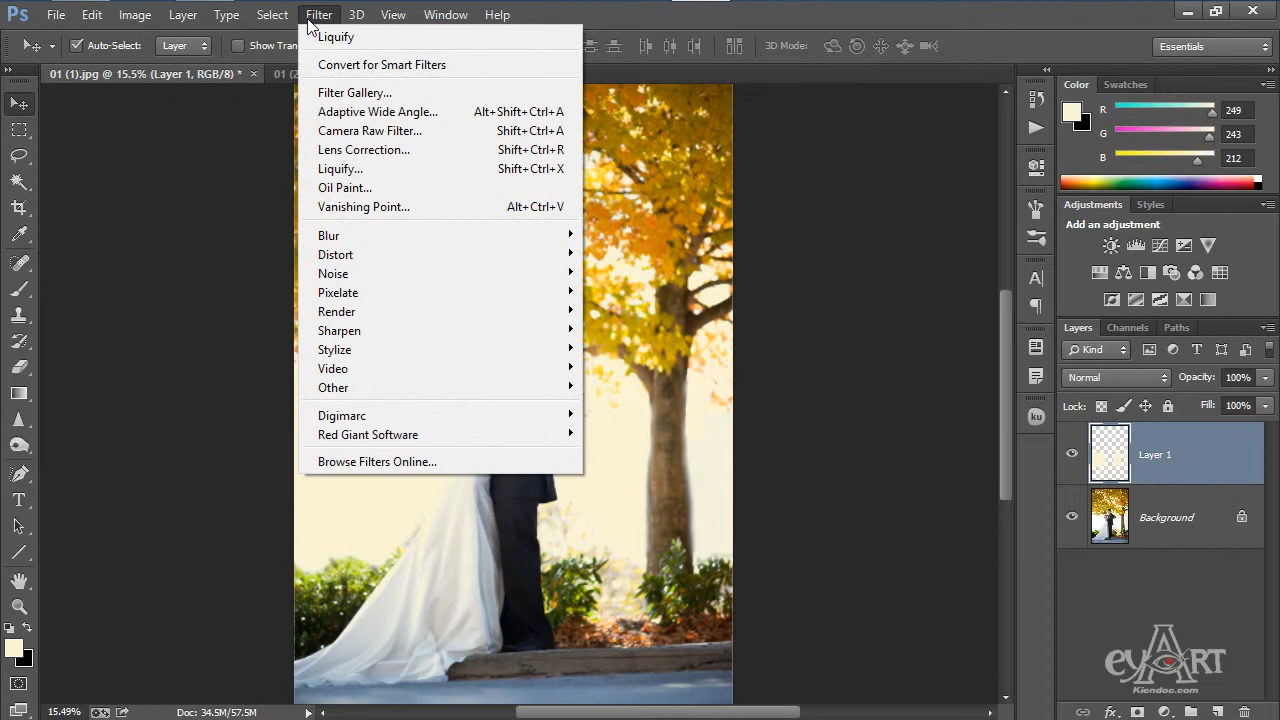 Ps File Edit Image Layer Type Select Filter 3D View Window Help
Auto-Select: Layer Show Tran 3D Mode: Essentials
01 (1).jpg @ 15.5% (Layer 1, RGB/8) * × 01 (2
Liquify
Convert for Smart Filters
Filter Gallery...
Adaptive Wide Angle... Alt+Shift+Ctrl+A
Camera Raw Filter... Shift+Ctrl+A
Lens Correction... Shift+Ctrl+R
Liquify... Shift+Ctrl+X
Oil Paint...
Vanishing Point... Alt+Ctrl+V
Blur
Distort
Noise
Pixelate
Render
Sharpen
Stylize
Video
Other
Digimarc
Red Giant Software
Browse Filters Online...
Color Swatches
R 249
G 243
B 212
Adjustments Styles
Add an adjustment
Layers Channels Paths
Kind
Normal Opacity: 100%
Lock: Fill: 100%
ku
Layer 1
Background
eyART
Kiendoc.com
15.49% Doc: 34.5M/57.5M
fx